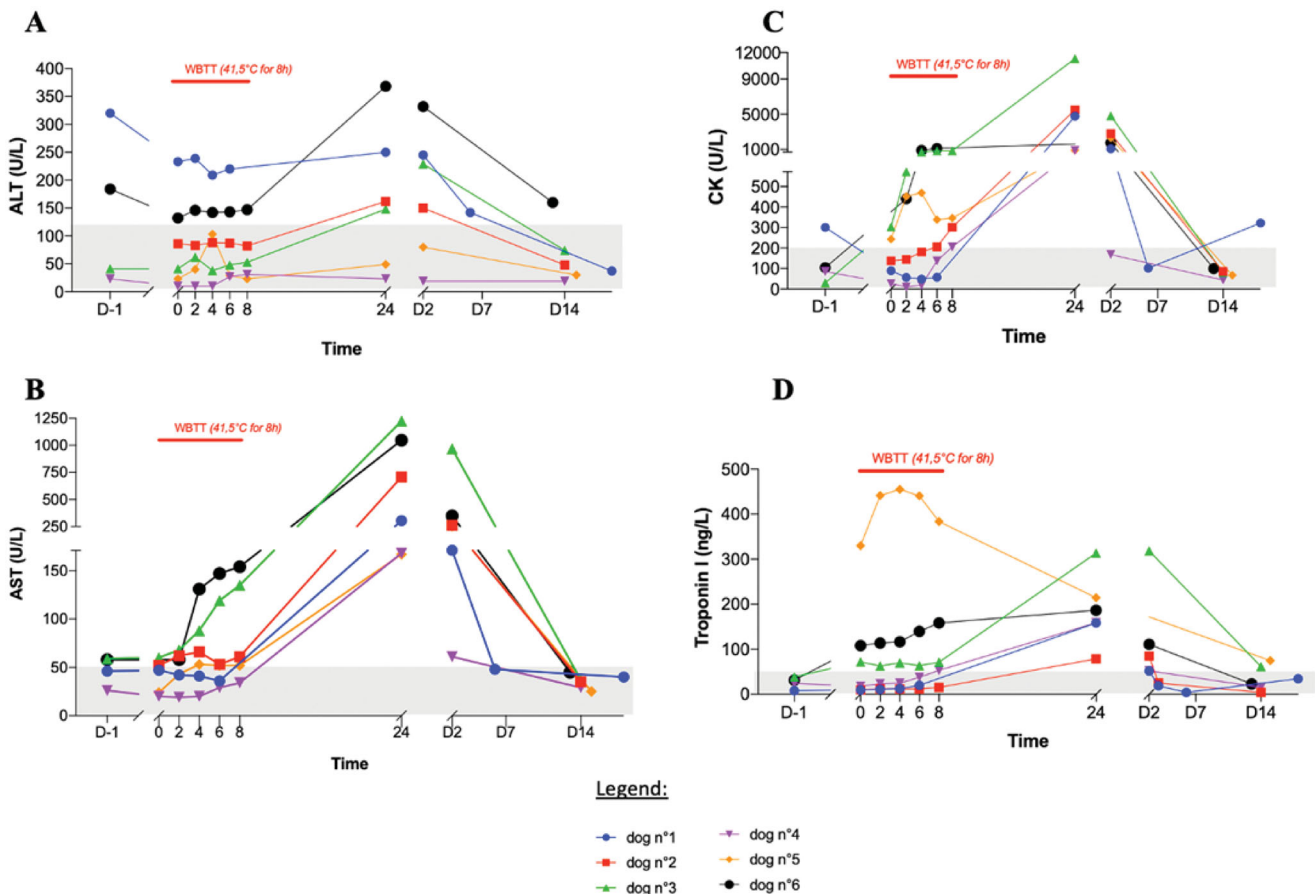 A
WBTT (41,5°C for 8h)
ALT (U/L)
400
350
300
250
200
150
100
50
0
D-1 0 2 4 6 8 24 D2 D7 D14
Time
C
WBTT (41,5°C for 8h)
CK (U/L)
12000
9000
5000
1000
500
400
300
200
100
0
D-1 0 2 4 6 8 24 D2 D7 D14
Time
B
WBTT (41,5°C for 8h)
AST (U/L)
1250
1000
750
500
250
150
100
50
0
D-1 0 2 4 6 8 24 D2 D7 D14
Time
D
WBTT (41,5°C for 8h)
Troponin I (ng/L)
500
400
300
200
100
0
D-1 0 2 4 6 8 24 D2 D7 D14
Time
Legend:
dog n°1
dog n°2
dog n°3
dog n°4
dog n°5
dog n°6